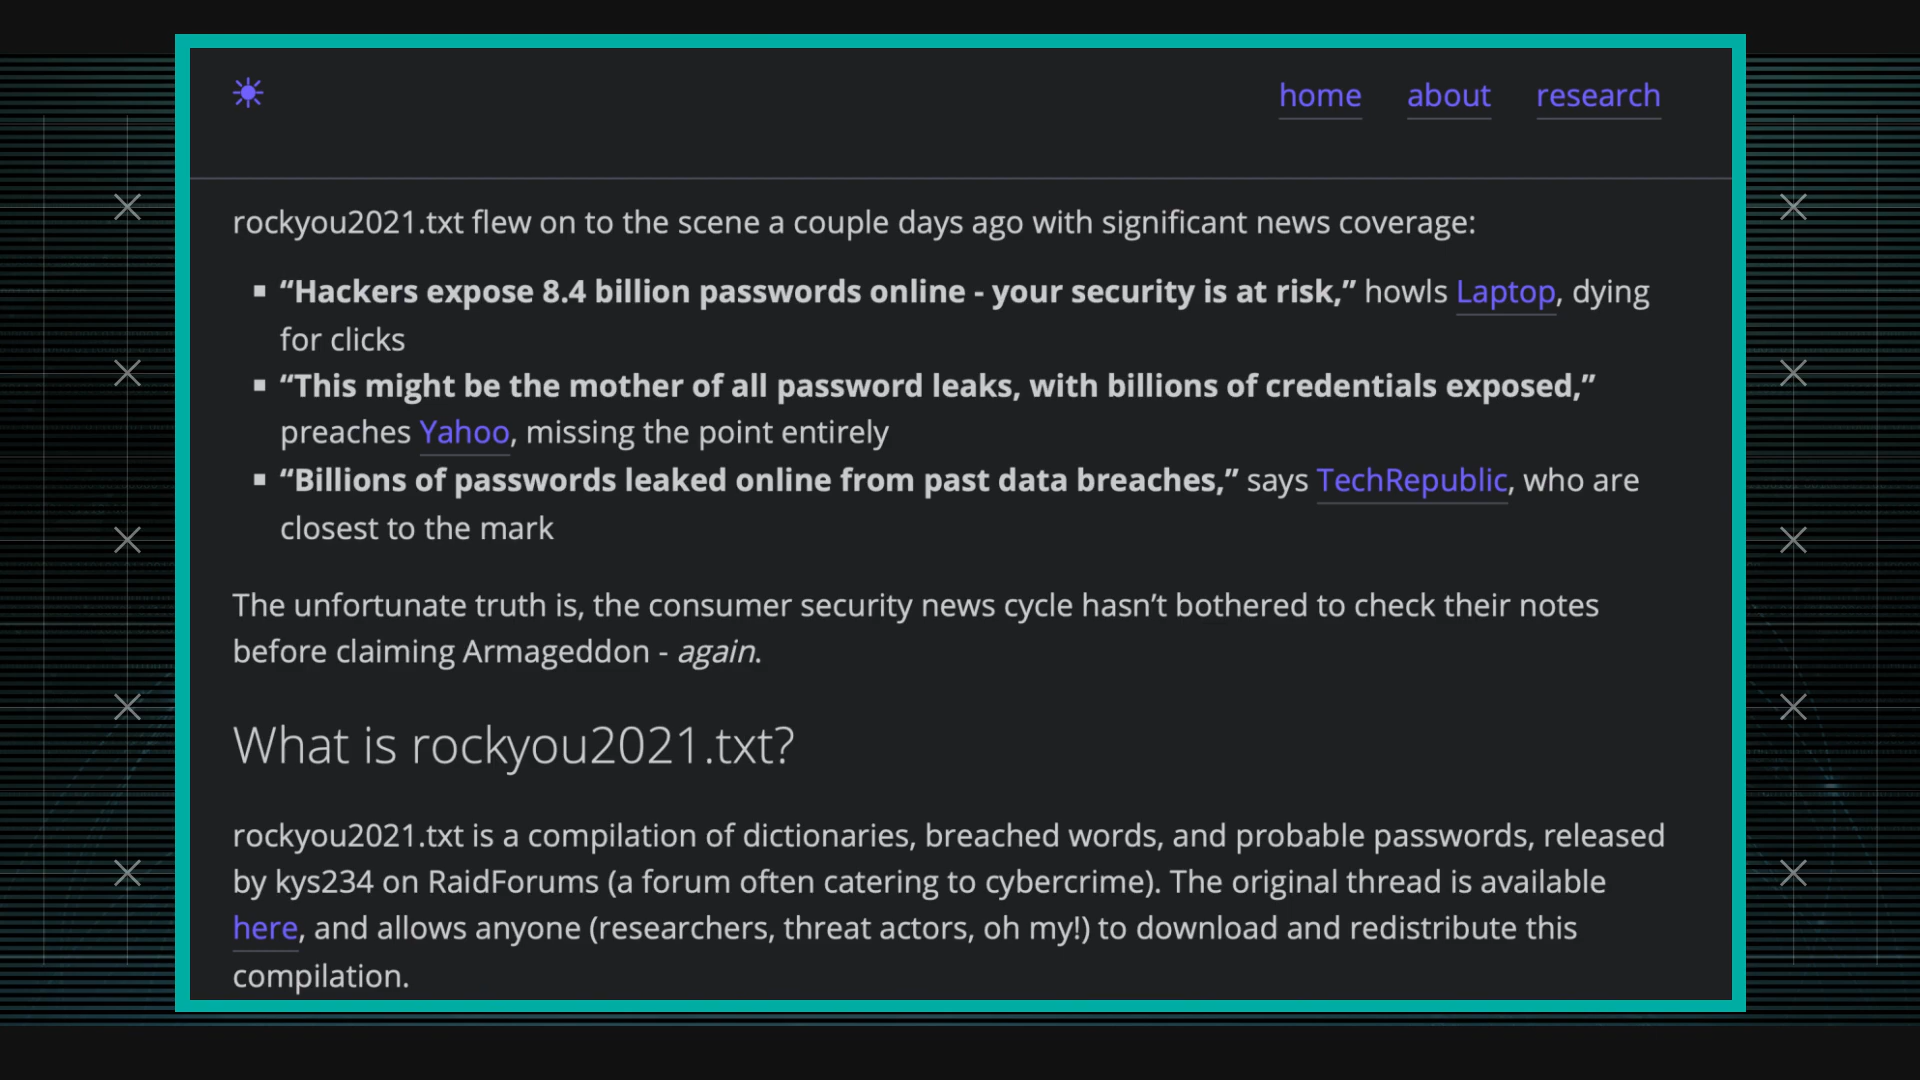 home about research
rockyou2021.txt flew on to the scene a couple days ago with significant news coverage:
“Hackers expose 8.4 billion passwords online - your security is at risk,” howls Laptop, dying
for clicks
“This might be the mother of all password leaks, with billions of credentials exposed,”
preaches Yahoo, missing the point entirely
“Billions of passwords leaked online from past data breaches,” says TechRepublic, who are
closest to the mark
The unfortunate truth is, the consumer security news cycle hasn’t bothered to check their notes
before claiming Armageddon - again.
What is rockyou2021.txt?
rockyou2021.txt is a compilation of dictionaries, breached words, and probable passwords, released
by kys234 on RaidForums (a forum often catering to cybercrime). The original thread is available
here, and allows anyone (researchers, threat actors, oh my!) to download and redistribute this
compilation.